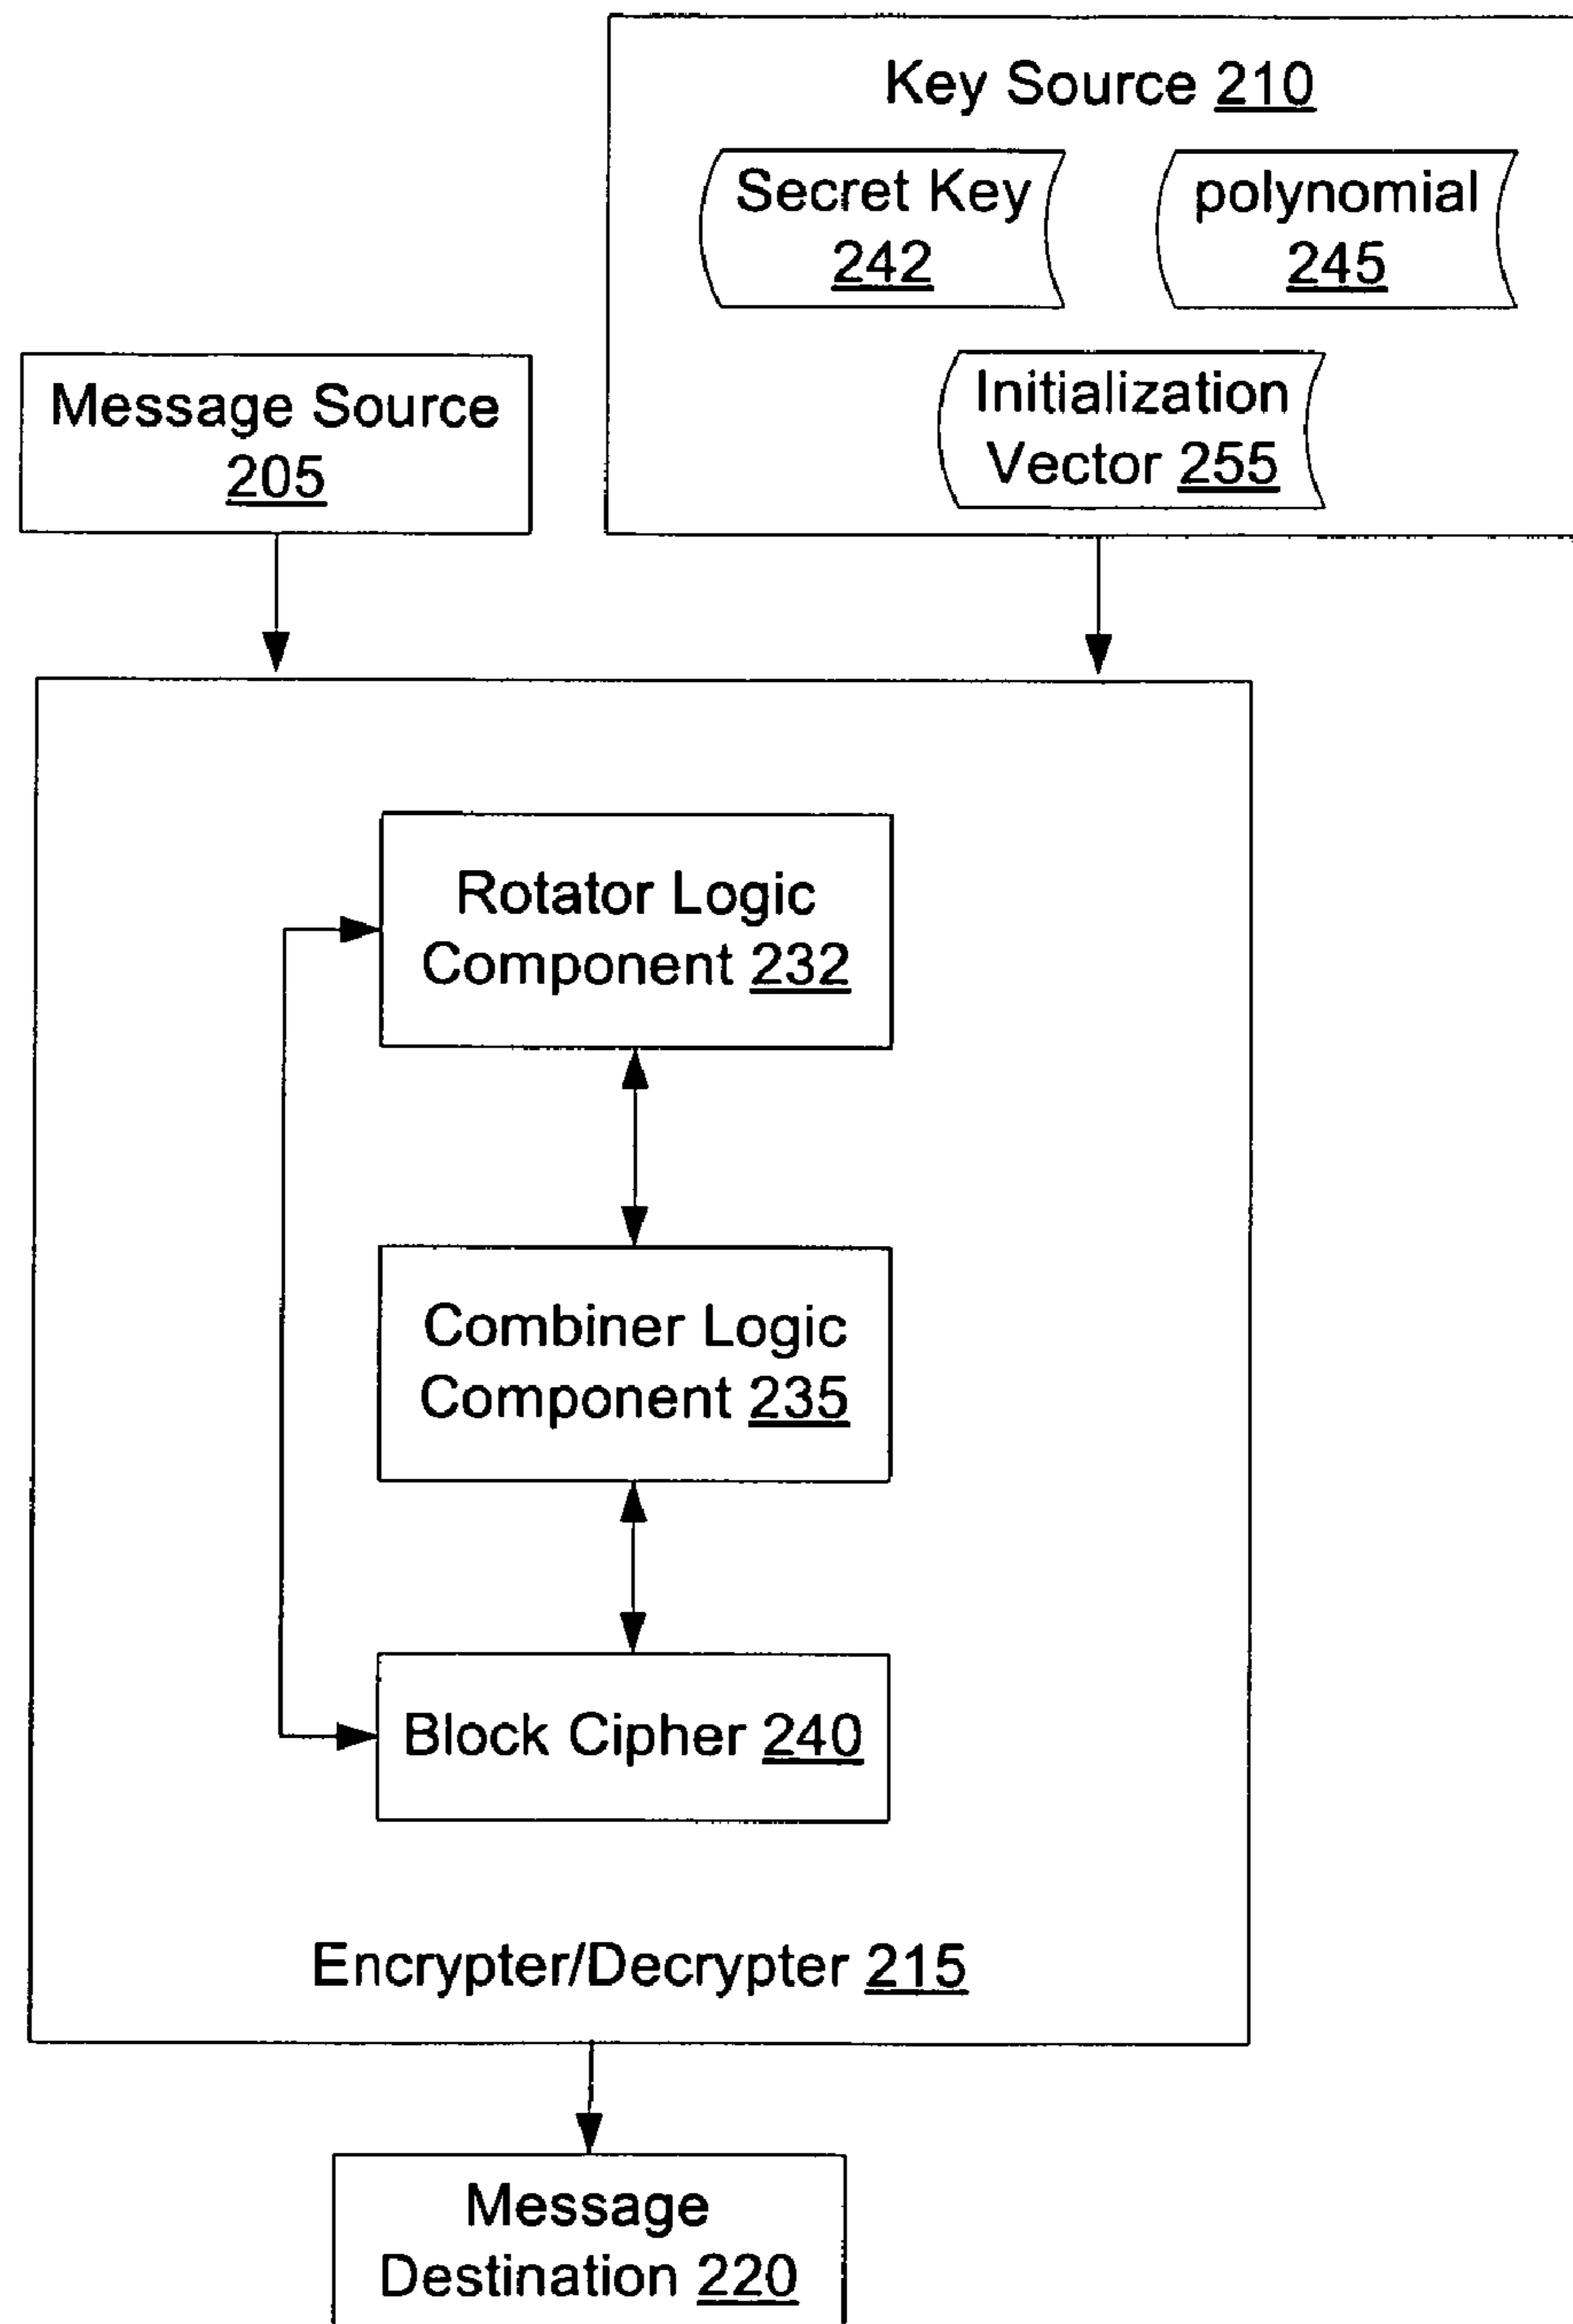 Key Source 210
Secret Key
242
polynomial
245
Initialization
Vector 255
Message Source
205
Rotator Logic
Component 232
Combiner Logic
Component 235
Block Cipher 240
Encrypter/Decrypter 215
Message
Destination 220